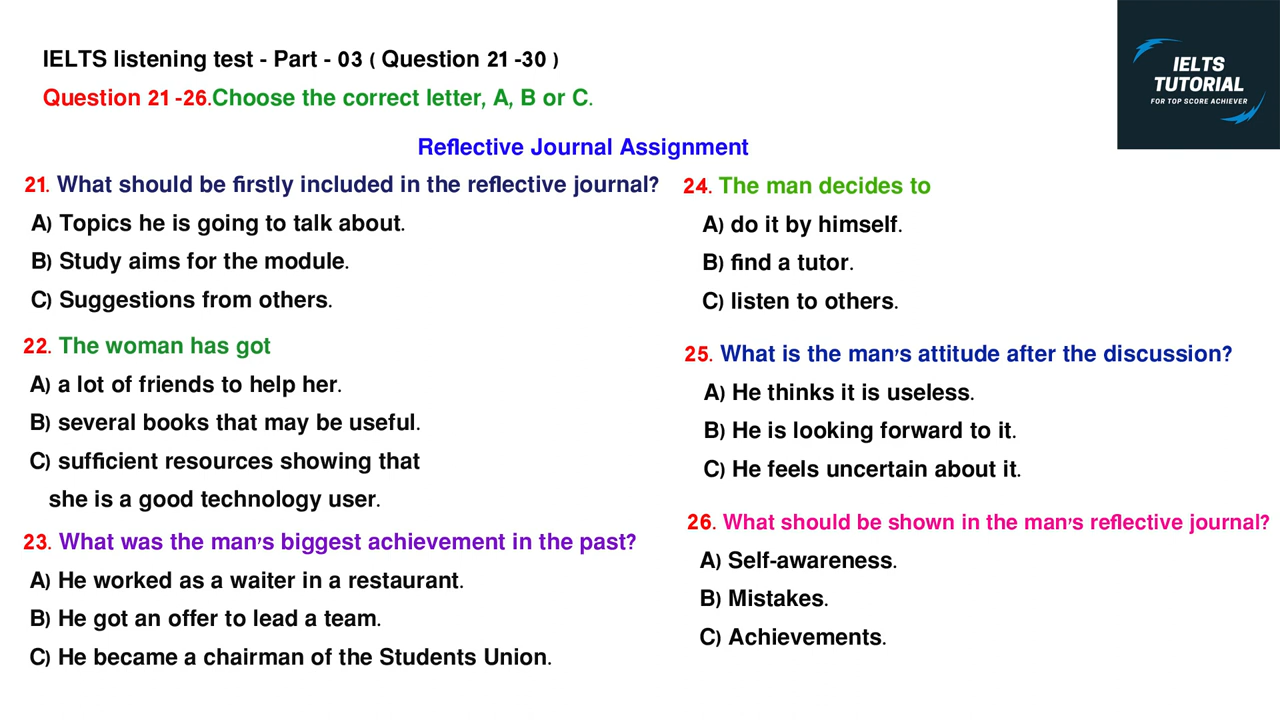 IELTS listening test - Part - 03 ( Question 21 -30 )
Question 21 -26.Choose the correct letter, A, B or C.
IELTS
TUTORIAL
FOR TOP SCORE ACHIEVER
Reflective Journal Assignment
21. What should be firstly included in the reflective journal?
A) Topics he is going to talk about.
B) Study aims for the module.
C) Suggestions from others.
22. The woman has got
A) a lot of friends to help her.
B) several books that may be useful.
C) sufficient resources showing that
she is a good technology user.
23. What was the man's biggest achievement in the past?
A) He worked as a waiter in a restaurant.
B) He got an offer to lead a team.
C) He became a chairman of the Students Union.
24. The man decides to
A) do it by himself.
B) find a tutor.
C) listen to others.
25. What is the man's attitude after the discussion?
A) He thinks it is useless.
B) He is looking forward to it.
C) He feels uncertain about it.
26. What should be shown in the man's reflective journal?
A) Self-awareness.
B) Mistakes.
C) Achievements.